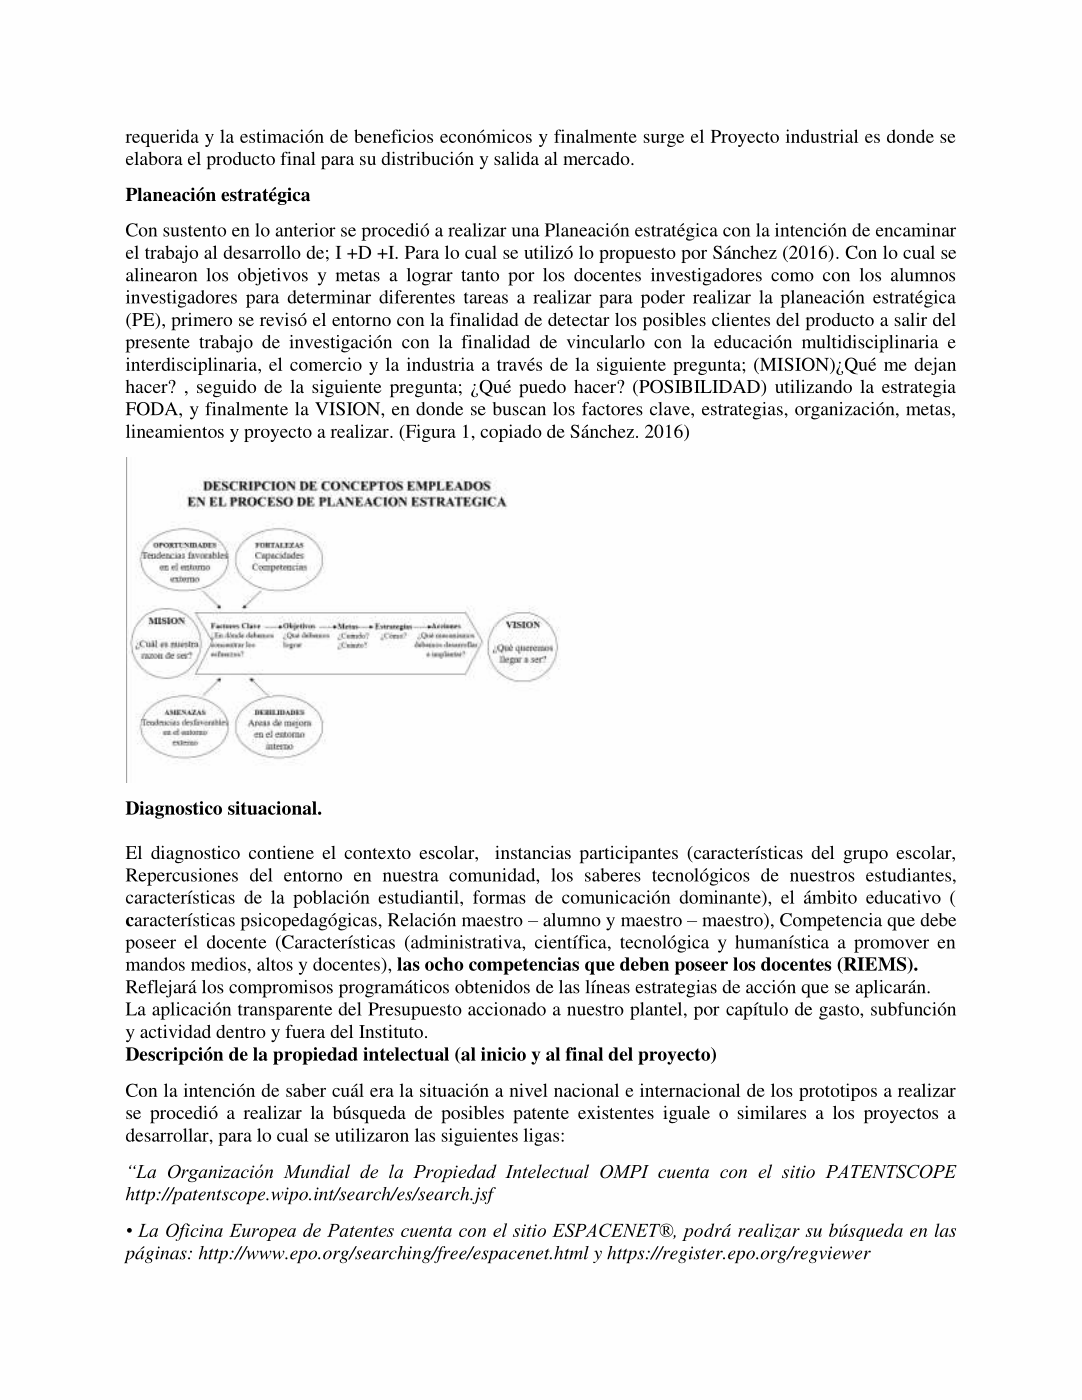 requerida y la estimación de beneficios económicos y finalmente surge el Proyecto industrial es donde se
elabora el producto final para su distribución y salida al mercado.
Planeación estratégica
Con sustento en lo anterior se procedió a realizar una Planeación estratégica con la intención de encaminar
el trabajo al desarrollo de; I +D +I. Para lo cual se utilizó lo propuesto por Sánchez (2016). Con lo cual se
alinearon los objetivos y metas a lograr tanto por los docentes investigadores como con los alumnos
investigadores para determinar diferentes tareas a realizar para poder realizar la planeación estratégica
(PE), primero se revisó el entorno con la finalidad de detectar los posibles clientes del producto a salir del
presente trabajo de investigación con la finalidad de vincularlo con la educación multidisciplinaria e
interdisciplinaria, el comercio y la industria a través de la siguiente pregunta; (MISION)¿Qué me dejan
hacer? , seguido de la siguiente pregunta; ¿Qué puedo hacer? (POSIBILIDAD) utilizando la estrategia
FODA, y finalmente la VISION, en donde se buscan los factores clave, estrategias, organización, metas,
lineamientos y proyecto a realizar. (Figura 1, copiado de Sánchez. 2016)
DESCRIPCION DE CONCEPTOS EMPLEADOS
EN EL PROCESO DE PLANEACION ESTRATEGICA
OPORTUNIDADES
Tendencias favorables
en el entorno
externo
FORTALEZAS
Capacidades
Competencias
MISION
¿Cuál es nuestra
razon de ser?
Factores Clave
¿En dónde debemos
concentrar los
esfuerzos?
Objetivos
¿Qué debemos
lograr
Metas
¿Cuándo?
¿Cuánto?
Estrategias
¿Cómo?
Acciones
¿Qué mecanismos
debemos desarrollar
e implantar?
VISION
¿Qué queremos
llegar a ser?
AMENAZAS
Tendencias desfavorables
en el entorno
externo
DEBILIDADES
Areas de mejora
en el entorno
interno
Diagnostico situacional.
El diagnostico contiene el contexto escolar, instancias participantes (características del grupo escolar,
Repercusiones del entorno en nuestra comunidad, los saberes tecnológicos de nuestros estudiantes,
características de la población estudiantil, formas de comunicación dominante), el ámbito educativo (
características psicopedagógicas, Relación maestro – alumno y maestro – maestro), Competencia que debe
poseer el docente (Características (administrativa, científica, tecnológica y humanística a promover en
mandos medios, altos y docentes), las ocho competencias que deben poseer los docentes (RIEMS).
Reflejará los compromisos programáticos obtenidos de las líneas estrategias de acción que se aplicarán.
La aplicación transparente del Presupuesto accionado a nuestro plantel, por capítulo de gasto, subfunción
y actividad dentro y fuera del Instituto.
Descripción de la propiedad intelectual (al inicio y al final del proyecto)
Con la intención de saber cuál era la situación a nivel nacional e internacional de los prototipos a realizar
se procedió a realizar la búsqueda de posibles patente existentes iguale o similares a los proyectos a
desarrollar, para lo cual se utilizaron las siguientes ligas:
“La Organización Mundial de la Propiedad Intelectual OMPI cuenta con el sitio PATENTSCOPE
http://patentscope.wipo.int/search/es/search.jsf
• La Oficina Europea de Patentes cuenta con el sitio ESPACENET®, podrá realizar su búsqueda en las
páginas: http://www.epo.org/searching/free/espacenet.html y https://register.epo.org/regviewer